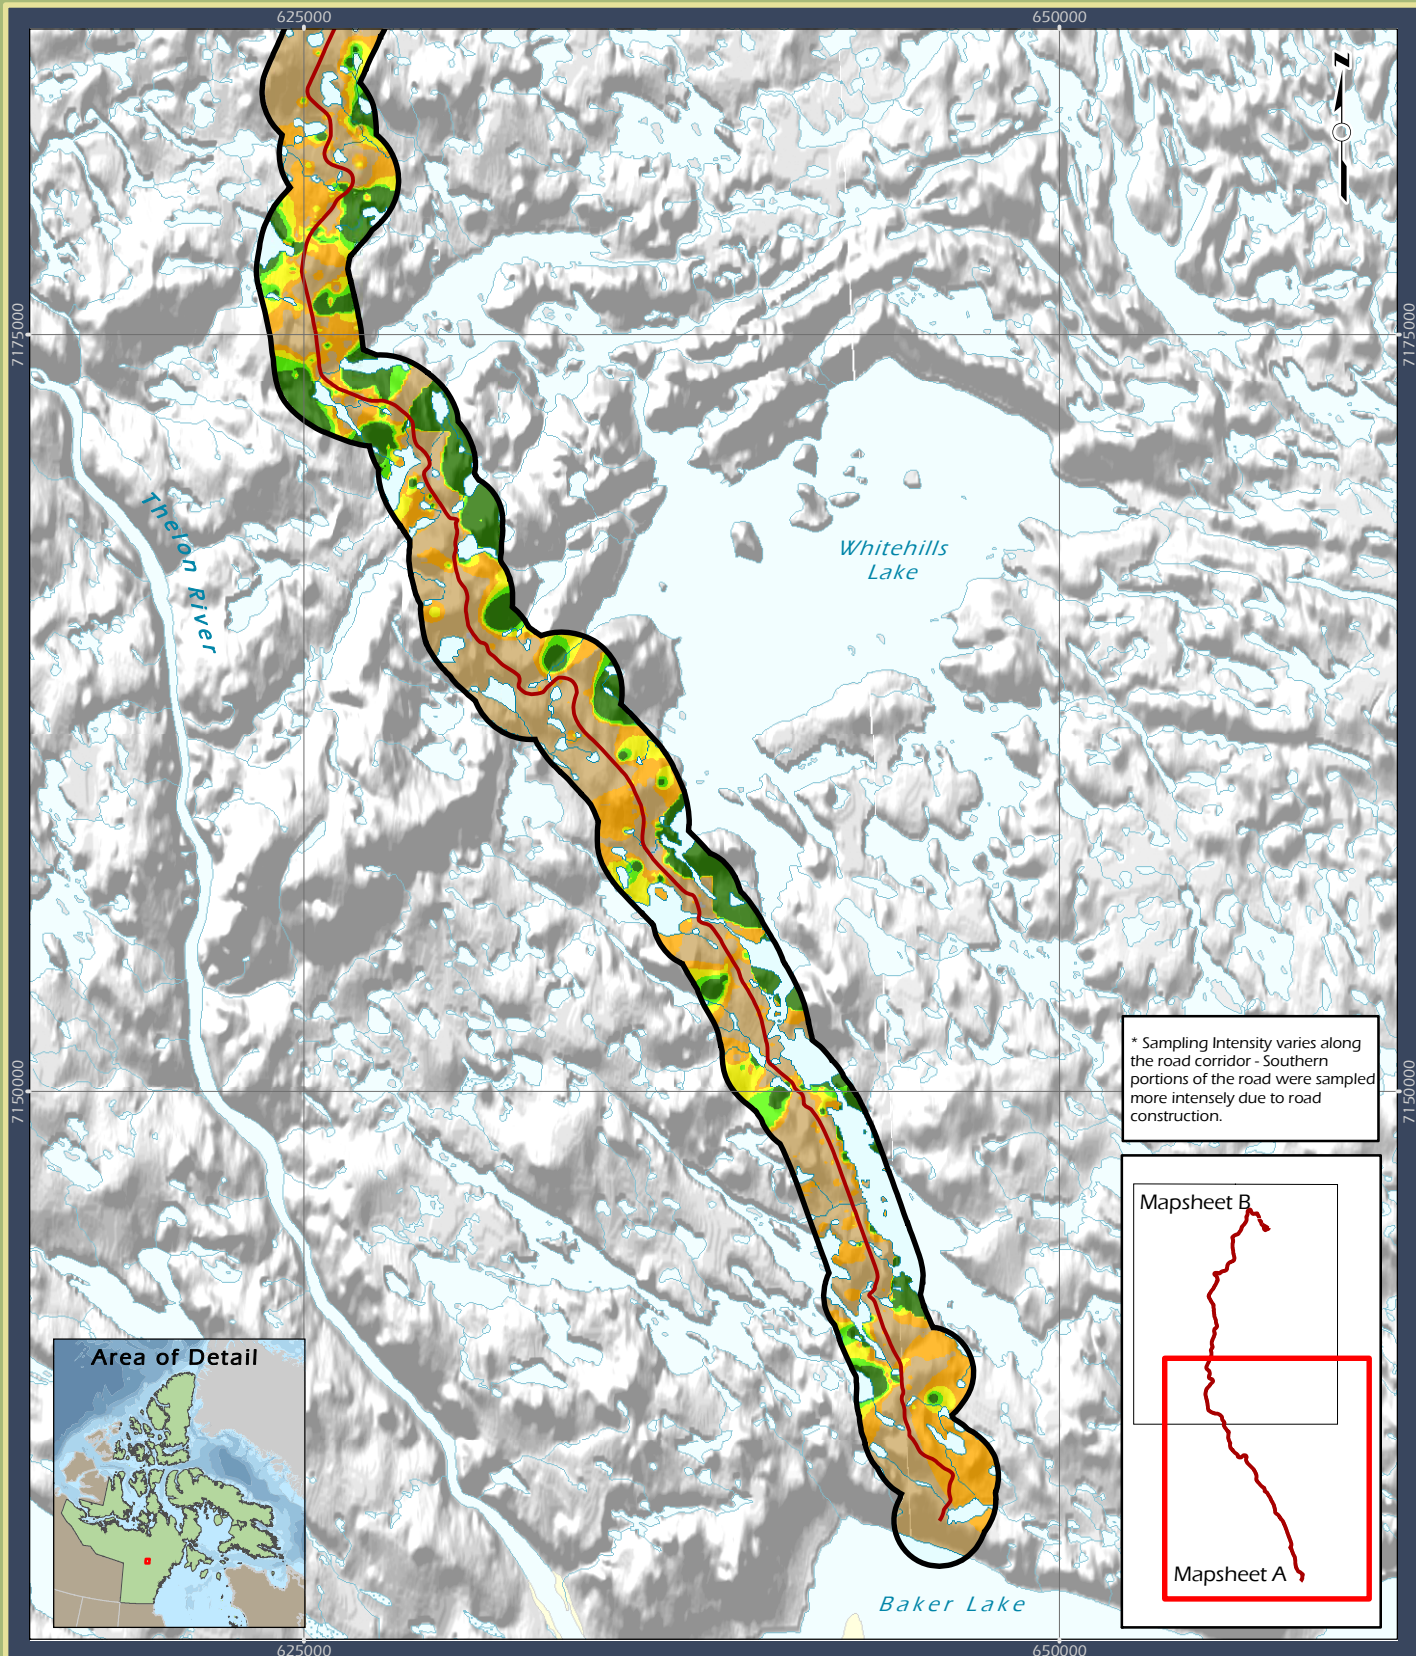 625000
650000
N
7175000
7175000
Thelon River
Whitehills
Lake
* Sampling Intensity varies along
the road corridor - Southern
portions of the road were sampled
more intensely due to road
construction.
7150000
7150000
Mapsheet B
Mapsheet A
Area of Detail
Baker Lake
625000
650000